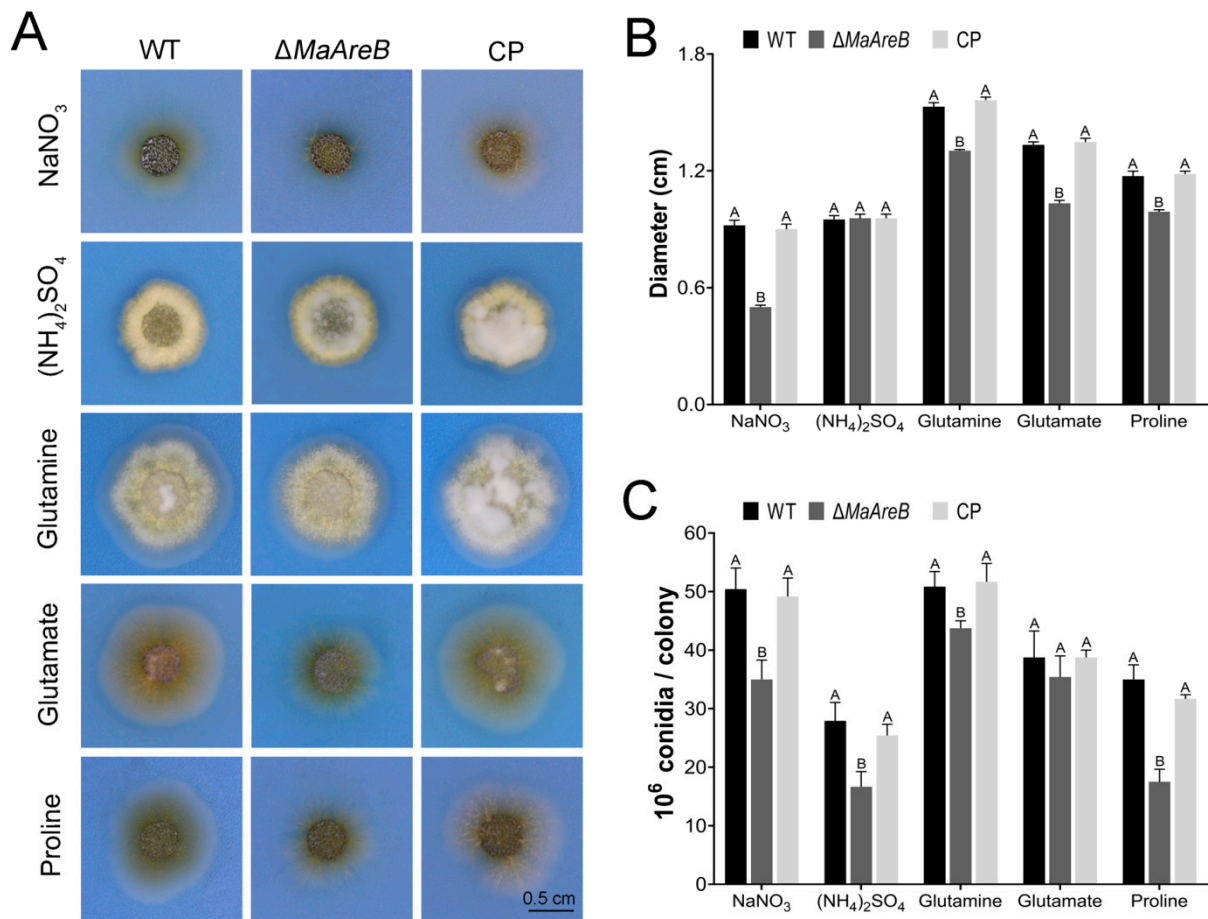 A
WT
ΔMaAreB
CP
NaNO3
(NH4)2SO4
Glutamine
Glutamate
Proline
0.5 cm
B
WT
ΔMaAreB
CP
Diameter (cm)
1.8
1.2
0.6
0.0
A
B
A
A
A
A
A
B
A
A
B
A
A
B
A
NaNO3
(NH4)2SO4
Glutamine
Glutamate
Proline
C
WT
ΔMaAreB
CP
10^6 conidia / colony
60
50
40
30
20
10
0
A
B
A
A
B
A
A
B
A
A
A
A
A
B
A
NaNO3
(NH4)2SO4
Glutamine
Glutamate
Proline